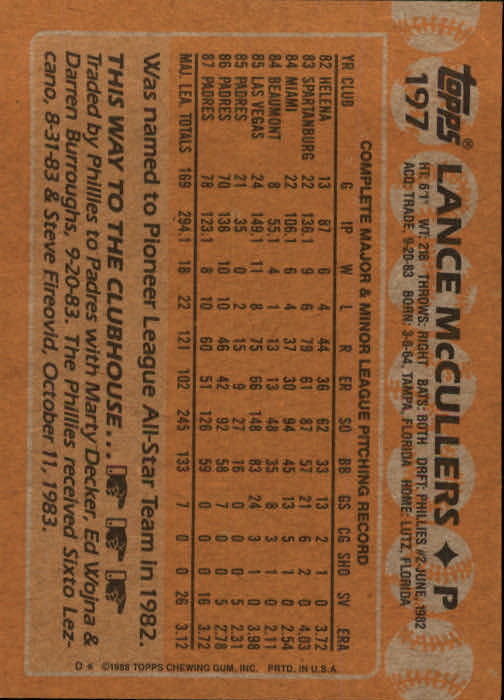 topps®
197
LANCE McCULLERS ✦ P
HT. 6'1" WT. 218 THROWS: RIGHT BATS: BOTH DRFT: PHILLIES #2-JUNE, 1982
ACQ: TRADE, 9-20-83 BORN: 3-8-64, TAMPA, FLORIDA HOME: LUTZ, FLORIDA
COMPLETE MAJOR & MINOR LEAGUE PITCHING RECORD
YR CLUB G IP W L R ER SO BB GS CG SHO SV ERA
82 HELENA 13 87 6 4 44 36 62 33 13 2 1 0 3.72
83 SPARTANBURG 22 136.1 9 6 79 61 87 57 21 6 2 0 4.03
84 MIAMI 22 106.1 6 4 37 30 94 45 13 5 1 4 2.54
84 BEAUMONT 8 55.1 4 1 13 13 48 35 8 3 1 0 2.11
85 LAS VEGAS 24 149.1 11 8 75 66 148 83 24 3 1 0 3.98
85 PADRES 21 35 0 2 15 9 27 16 0 0 0 5 2.31
86 PADRES 70 136 10 10 46 42 92 58 7 0 0 5 2.78
87 PADRES 78 123.1 8 10 60 51 126 59 0 0 0 16 3.72
MAJ. LEA. TOTALS 169 294.1 18 22 121 102 245 133 7 0 0 26 3.12
Was named to Pioneer League All-Star Team in 1982.
THIS WAY TO THE CLUBHOUSE...
Traded by Phillies to Padres with Marty Decker, Ed Wojna &
Darren Burroughs, 9-20-83. The Phillies received Sixto Lez-
cano, 8-31-83 & Steve Fireovid, October 11, 1983.
D* ©1988 TOPPS CHEWING GUM, INC. PRTD. IN U.S.A.